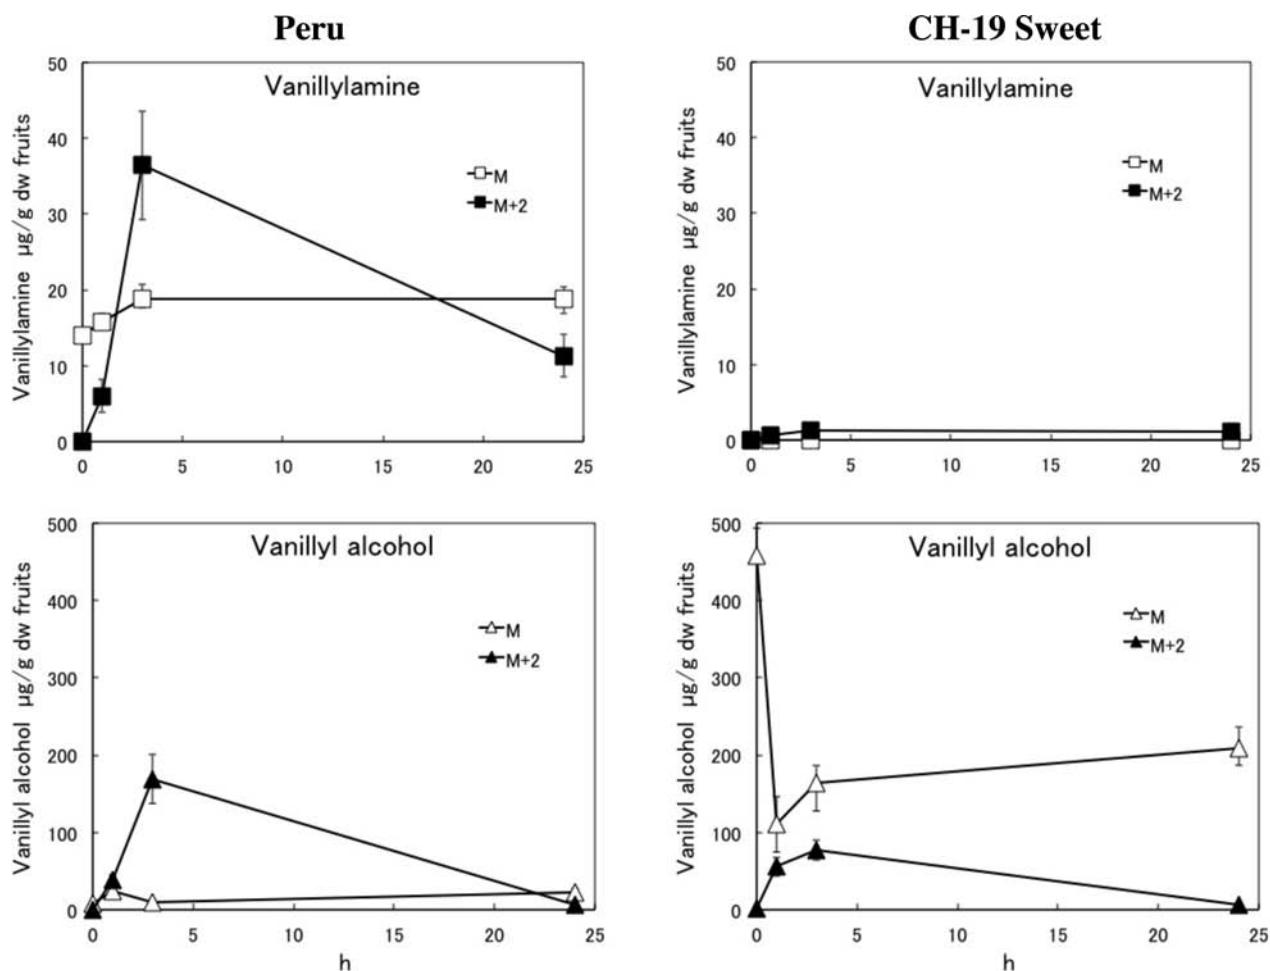 Peru
CH-19 Sweet
Vanillylamine
Vanillylamine µg/g dw fruits
50
40
30
20
10
0
M
M+2
0 5 10 15 20 25
Vanillylamine
Vanillylamine µg/g dw fruits
50
40
30
20
10
0
M
M+2
0 5 10 15 20 25
Vanillyl alcohol
Vanillyl alcohol µg/g dw fruits
500
400
300
200
100
0
M
M+2
0 5 10 15 20 25
h
Vanillyl alcohol
Vanillyl alcohol µg/g dw fruits
500
400
300
200
100
0
M
M+2
0 5 10 15 20 25
h